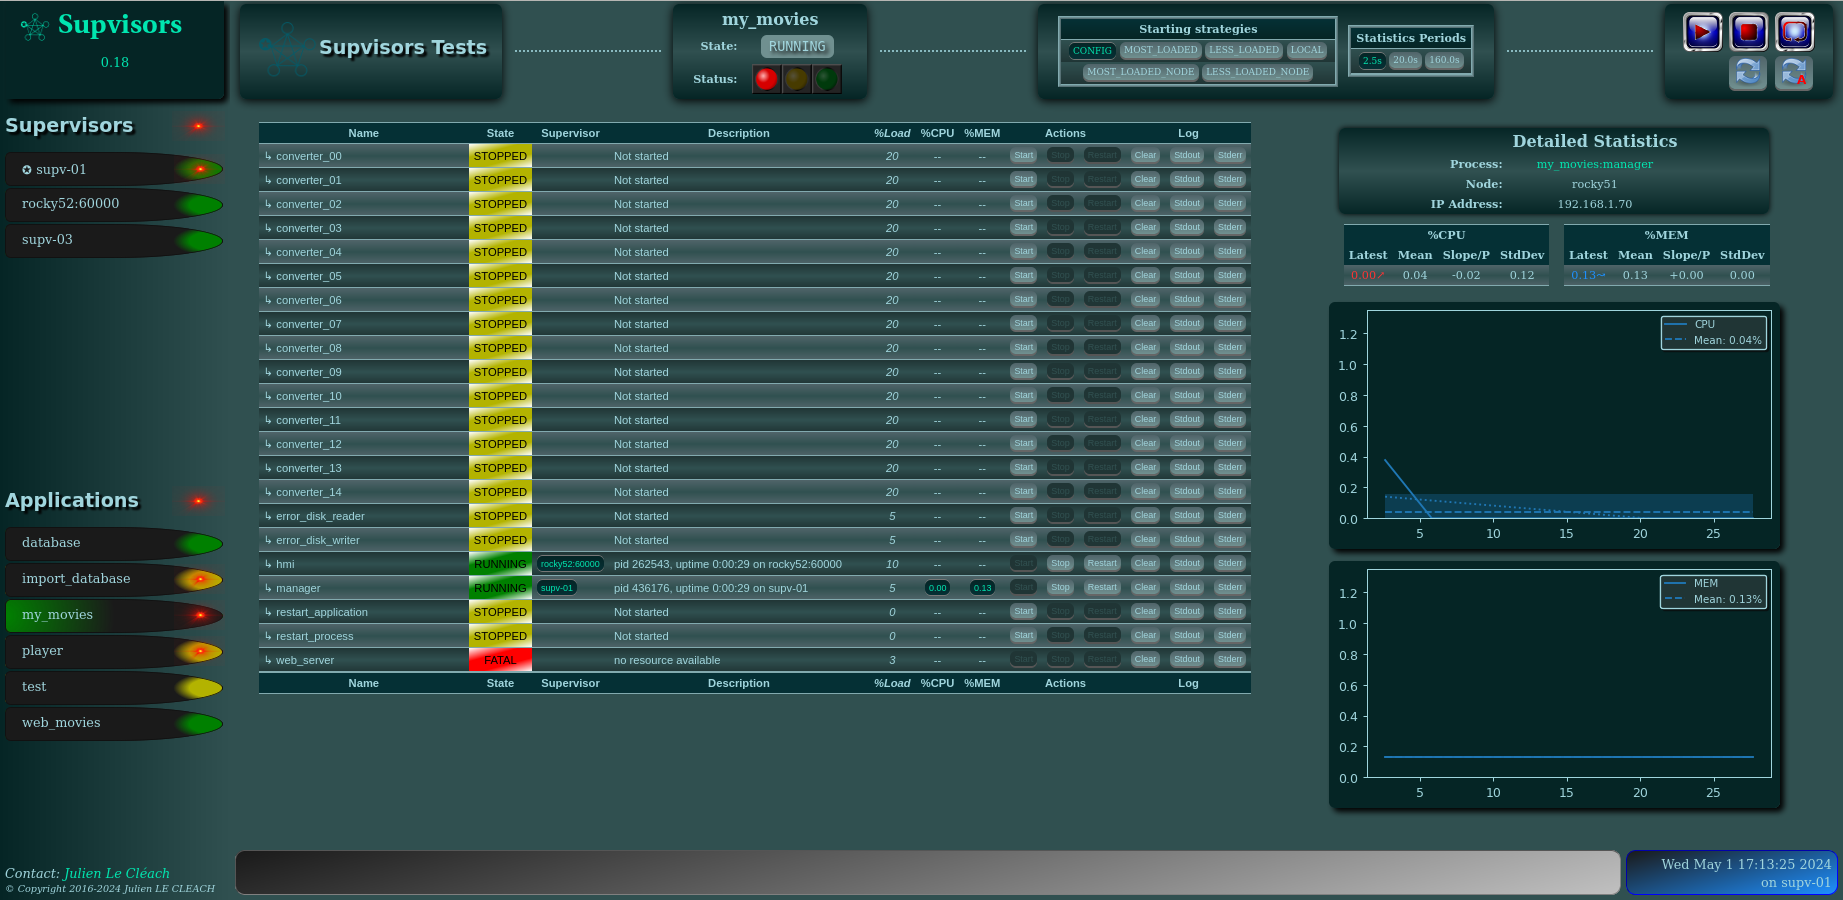 Supvisors
0.18
Supvisors Tests
my_movies
State: RUNNING
Status:
Starting strategies
CONFIG MOST_LOADED LESS_LOADED LOCAL
MOST_LOADED_NODE LESS_LOADED_NODE
Statistics Periods
2.5s 20.0s 160.0s
A
Supervisors
✪ supv-01
rocky52:60000
supv-03
Applications
database
import_database
my_movies
player
test
web_movies
Contact: Julien Le Cléach
© Copyright 2016-2024 Julien LE CLEACH
Name State Supervisor Description %Load %CPU %MEM Actions Log
↳ converter_00 STOPPED Not started 20 -- -- Start Stop Restart Clear Stdout Stderr
↳ converter_01 STOPPED Not started 20 -- -- Start Stop Restart Clear Stdout Stderr
↳ converter_02 STOPPED Not started 20 -- -- Start Stop Restart Clear Stdout Stderr
↳ converter_03 STOPPED Not started 20 -- -- Start Stop Restart Clear Stdout Stderr
↳ converter_04 STOPPED Not started 20 -- -- Start Stop Restart Clear Stdout Stderr
↳ converter_05 STOPPED Not started 20 -- -- Start Stop Restart Clear Stdout Stderr
↳ converter_06 STOPPED Not started 20 -- -- Start Stop Restart Clear Stdout Stderr
↳ converter_07 STOPPED Not started 20 -- -- Start Stop Restart Clear Stdout Stderr
↳ converter_08 STOPPED Not started 20 -- -- Start Stop Restart Clear Stdout Stderr
↳ converter_09 STOPPED Not started 20 -- -- Start Stop Restart Clear Stdout Stderr
↳ converter_10 STOPPED Not started 20 -- -- Start Stop Restart Clear Stdout Stderr
↳ converter_11 STOPPED Not started 20 -- -- Start Stop Restart Clear Stdout Stderr
↳ converter_12 STOPPED Not started 20 -- -- Start Stop Restart Clear Stdout Stderr
↳ converter_13 STOPPED Not started 20 -- -- Start Stop Restart Clear Stdout Stderr
↳ converter_14 STOPPED Not started 20 -- -- Start Stop Restart Clear Stdout Stderr
↳ error_disk_reader STOPPED Not started 5 -- -- Start Stop Restart Clear Stdout Stderr
↳ error_disk_writer STOPPED Not started 5 -- -- Start Stop Restart Clear Stdout Stderr
↳ hmi RUNNING rocky52:60000 pid 262543, uptime 0:00:29 on rocky52:60000 10 -- -- Start Stop Restart Clear Stdout Stderr
↳ manager RUNNING supv-01 pid 436176, uptime 0:00:29 on supv-01 5 0.00 0.13 Start Stop Restart Clear Stdout Stderr
↳ restart_application STOPPED Not started 0 -- -- Start Stop Restart Clear Stdout Stderr
↳ restart_process STOPPED Not started 0 -- -- Start Stop Restart Clear Stdout Stderr
↳ web_server FATAL no resource available 3 -- -- Start Stop Restart Clear Stdout Stderr
Name State Supervisor Description %Load %CPU %MEM Actions Log
Detailed Statistics
Process: my_movies:manager
Node: rocky51
IP Address: 192.168.1.70
%CPU
Latest Mean Slope/P StdDev
0.00↗ 0.04 -0.02 0.12
%MEM
Latest Mean Slope/P StdDev
0.13~ 0.13 +0.00 0.00
CPU
Mean: 0.04%
1.2
1.0
0.8
0.6
0.4
0.2
0.0
5 10 15 20 25
MEM
Mean: 0.13%
1.2
1.0
0.8
0.6
0.4
0.2
0.0
5 10 15 20 25
Wed May 1 17:13:25 2024
on supv-01